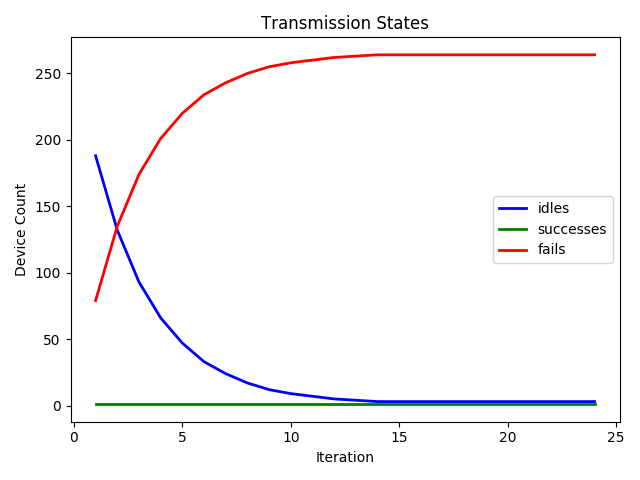 Transmission States
Device Count
250
200
150
100
50
0
idles
successes
fails
0 5 10 15 20 25
Iteration